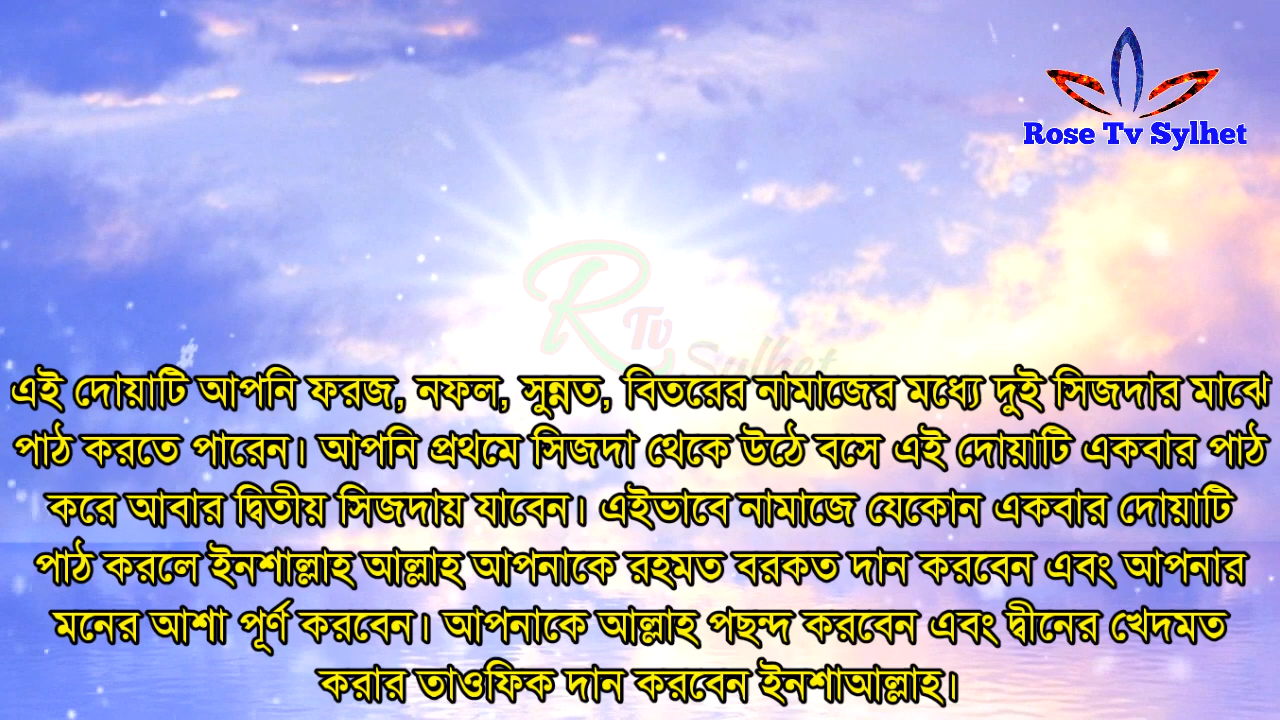 Rose Tv Sylhet
R Tv Sylhet
এই দোয়াটি আপনি ফরজ, নফল, সুন্নত, বিতরের নামাজের মধ্যে দুই সিজদার মাঝে
পাঠ করতে পারেন। আপনি প্রথমে সিজদা থেকে উঠে বসে এই দোয়াটি একবার পাঠ
করে আবার দ্বিতীয় সিজদায় যাবেন। এইভাবে নামাজে যেকোন একবার দোয়াটি
পাঠ করলে ইনশাল্লাহ আল্লাহ আপনাকে রহমত বরকত দান করবেন এবং আপনার
মনের আশা পূর্ণ করবেন। আপনাকে আল্লাহ পছন্দ করবেন এবং দ্বীনের খেদমত
করার তাওফিক দান করবেন ইনশাআল্লাহ।